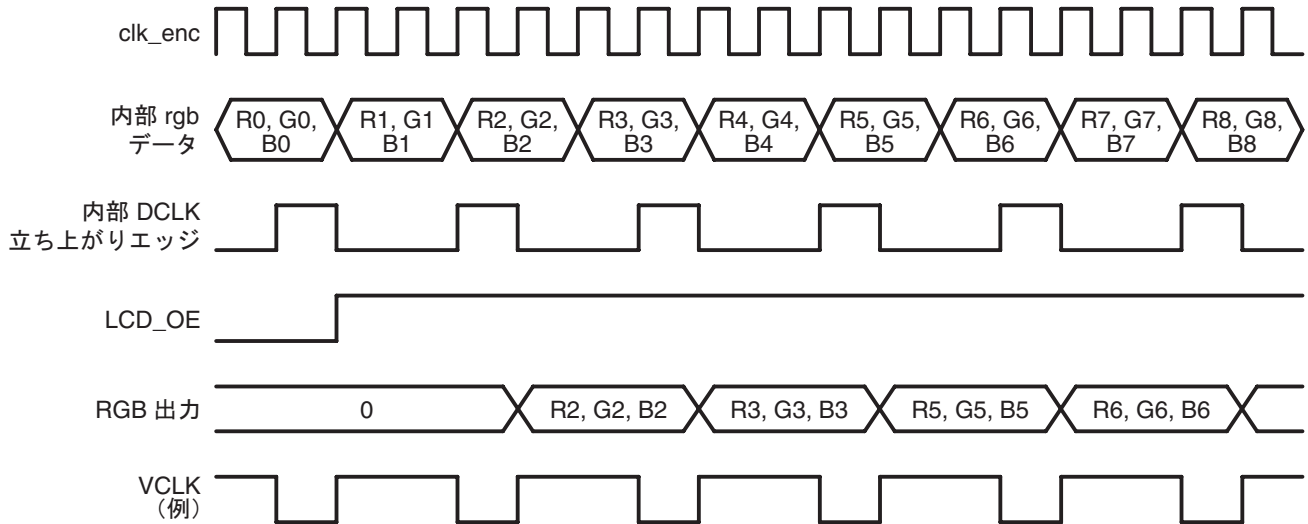 clk_enc
内部 rgb
データ
R0, G0,
B0
R1, G1
B1
R2, G2,
B2
R3, G3,
B3
R4, G4,
B4
R5, G5,
B5
R6, G6,
B6
R7, G7,
B7
R8, G8,
B8
内部 DCLK
立ち上がりエッジ
LCD_OE
RGB 出力
0
R2, G2, B2
R3, G3, B3
R5, G5, B5
R6, G6, B6
VCLK
（例）